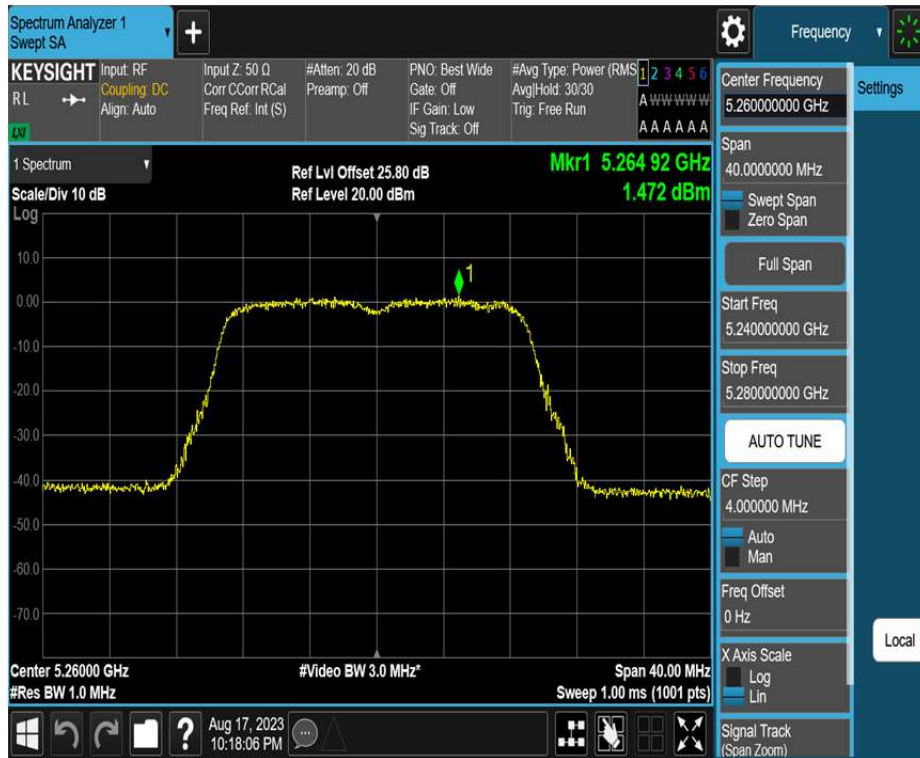 Spectrum Analyzer 1
Swept SA
+
Frequency
KEYSIGHT
R L
LXI
Input: RF
Coupling: DC
Align: Auto
Input Z: 50 Ω
Corr CCorr RCal
Freq Ref: Int (S)
#Atten: 20 dB
Preamp: Off
PNO: Best Wide
Gate: Off
IF Gain: Low
Sig Track: Off
#Avg Type: Power (RMS
Avg|Hold: 30/30
Trig: Free Run
1 2 3 4 5 6
A W W W W W
A A A A A A
1 Spectrum
Scale/Div 10 dB
Log
Ref Lvl Offset 25.80 dB
Ref Level 20.00 dBm
Mkr1 5.264 92 GHz
1.472 dBm
10.0
0.00
-10.0
-20.0
-30.0
-40.0
-50.0
-60.0
-70.0
1
Center 5.26000 GHz
#Res BW 1.0 MHz
#Video BW 3.0 MHz*
Span 40.00 MHz
Sweep 1.00 ms (1001 pts)
?
Aug 17, 2023
10:18:06 PM
Center Frequency
5.260000000 GHz
Span
40.0000000 MHz
Swept Span
Zero Span
Full Span
Start Freq
5.240000000 GHz
Stop Freq
5.280000000 GHz
AUTO TUNE
CF Step
4.000000 MHz
Auto
Man
Freq Offset
0 Hz
X Axis Scale
Log
Lin
Signal Track
(Span Zoom)
Settings
Local